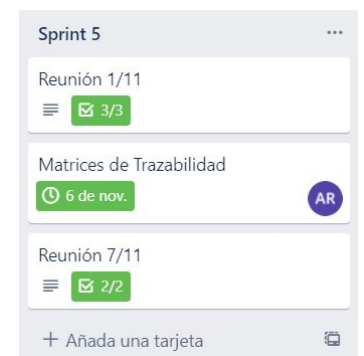 Sprint 5
Reunión 1/11
3/3
Matrices de Trazabilidad
6 de nov.
AR
Reunión 7/11
2/2
+ Añada una tarjeta